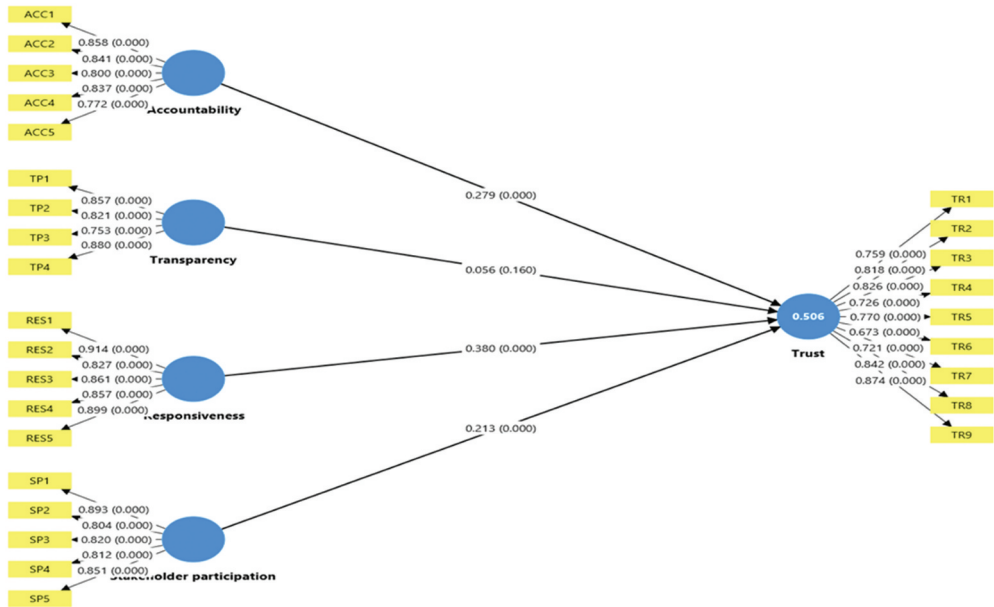 ACC1
ACC2
ACC3
ACC4
ACC5
0.858 (0.000)
0.841 (0.000)
0.800 (0.000)
0.837 (0.000)
0.772 (0.000)
Accountability
TP1
TP2
TP3
TP4
0.857 (0.000)
0.821 (0.000)
0.753 (0.000)
0.880 (0.000)
Transparency
RES1
RES2
RES3
RES4
RES5
0.914 (0.000)
0.827 (0.000)
0.861 (0.000)
0.857 (0.000)
0.899 (0.000)
Responsiveness
SP1
SP2
SP3
SP4
SP5
0.893 (0.000)
0.804 (0.000)
0.820 (0.000)
0.812 (0.000)
0.851 (0.000)
Stakeholder participation
0.279 (0.000)
0.056 (0.160)
0.380 (0.000)
0.213 (0.000)
0.506
Trust
0.759 (0.000)
0.818 (0.000)
0.826 (0.000)
0.726 (0.000)
0.770 (0.000)
0.673 (0.000)
0.721 (0.000)
0.842 (0.000)
0.874 (0.000)
TR1
TR2
TR3
TR4
TR5
TR6
TR7
TR8
TR9